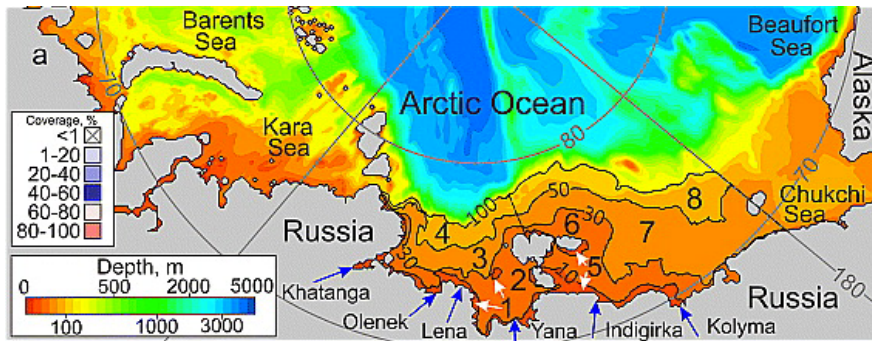 Barents
Sea
Beaufort
Sea
a
70
Arctic Ocean
Alaska
Coverage, %
<1
1-20
20-40
40-60
60-80
80-100
Kara
Sea
80
70
Chukchi
Sea
100
50
30
8
6
7
4
3
30
2
10
5
1
Russia
Russia
180
Depth, m
0 500 2000 5000
100 1000 3000
Khatanga
Olenek
Lena
Yana
Indigirka
Kolyma